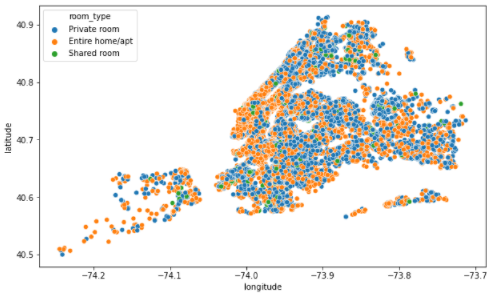 room_type
Private room
Entire home/apt
Shared room
40.9
40.8
40.7
40.6
40.5
latitude
−74.2 −74.1 −74.0 −73.9 −73.8 −73.7
longitude